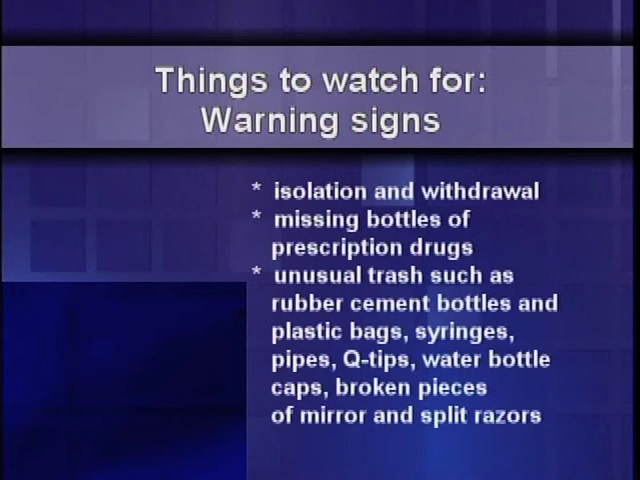 Things to watch for:
Warning signs
* isolation and withdrawal
* missing bottles of
prescription drugs
* unusual trash such as
rubber cement bottles and
plastic bags, syringes,
pipes, Q-tips, water bottle
caps, broken pieces
of mirror and split razors